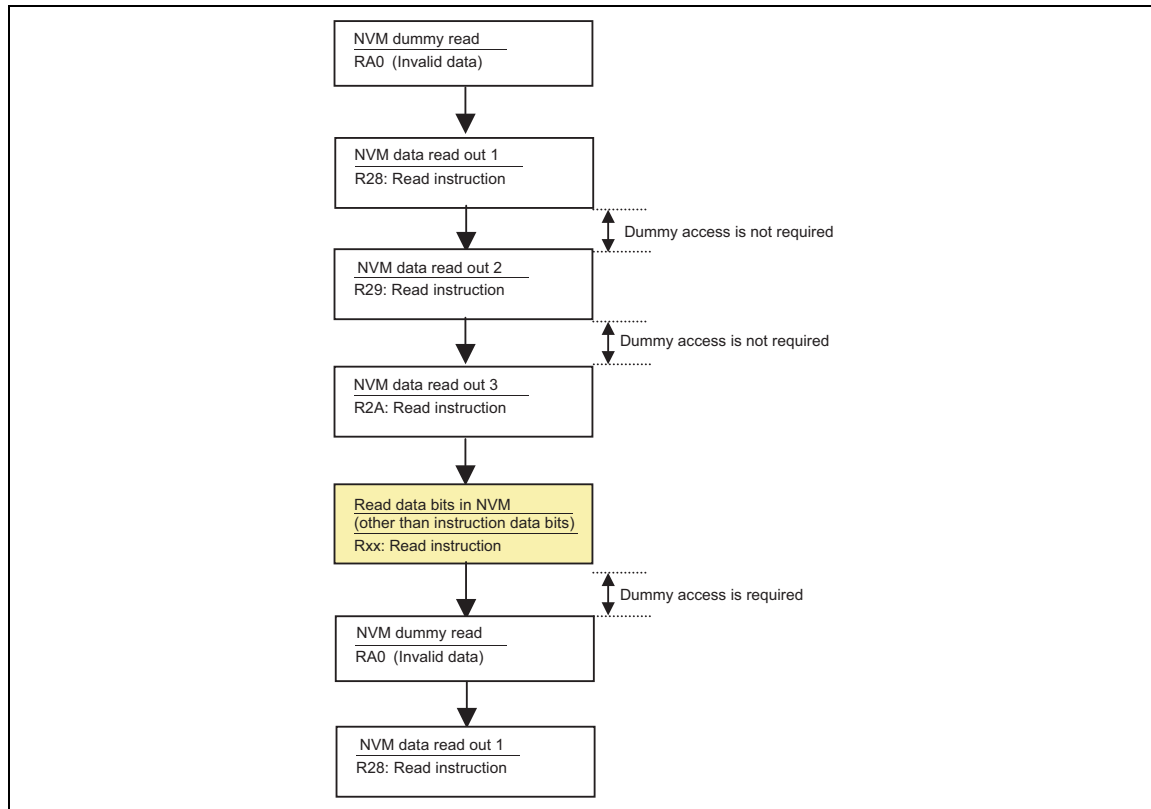 NVM dummy read
RA0 (Invalid data)
NVM data read out 1
R28: Read instruction
Dummy access is not required
NVM data read out 2
R29: Read instruction
Dummy access is not required
NVM data read out 3
R2A: Read instruction
Read data bits in NVM
(other than instruction data bits)
Rxx: Read instruction
Dummy access is required
NVM dummy read
RA0 (Invalid data)
NVM data read out 1
R28: Read instruction